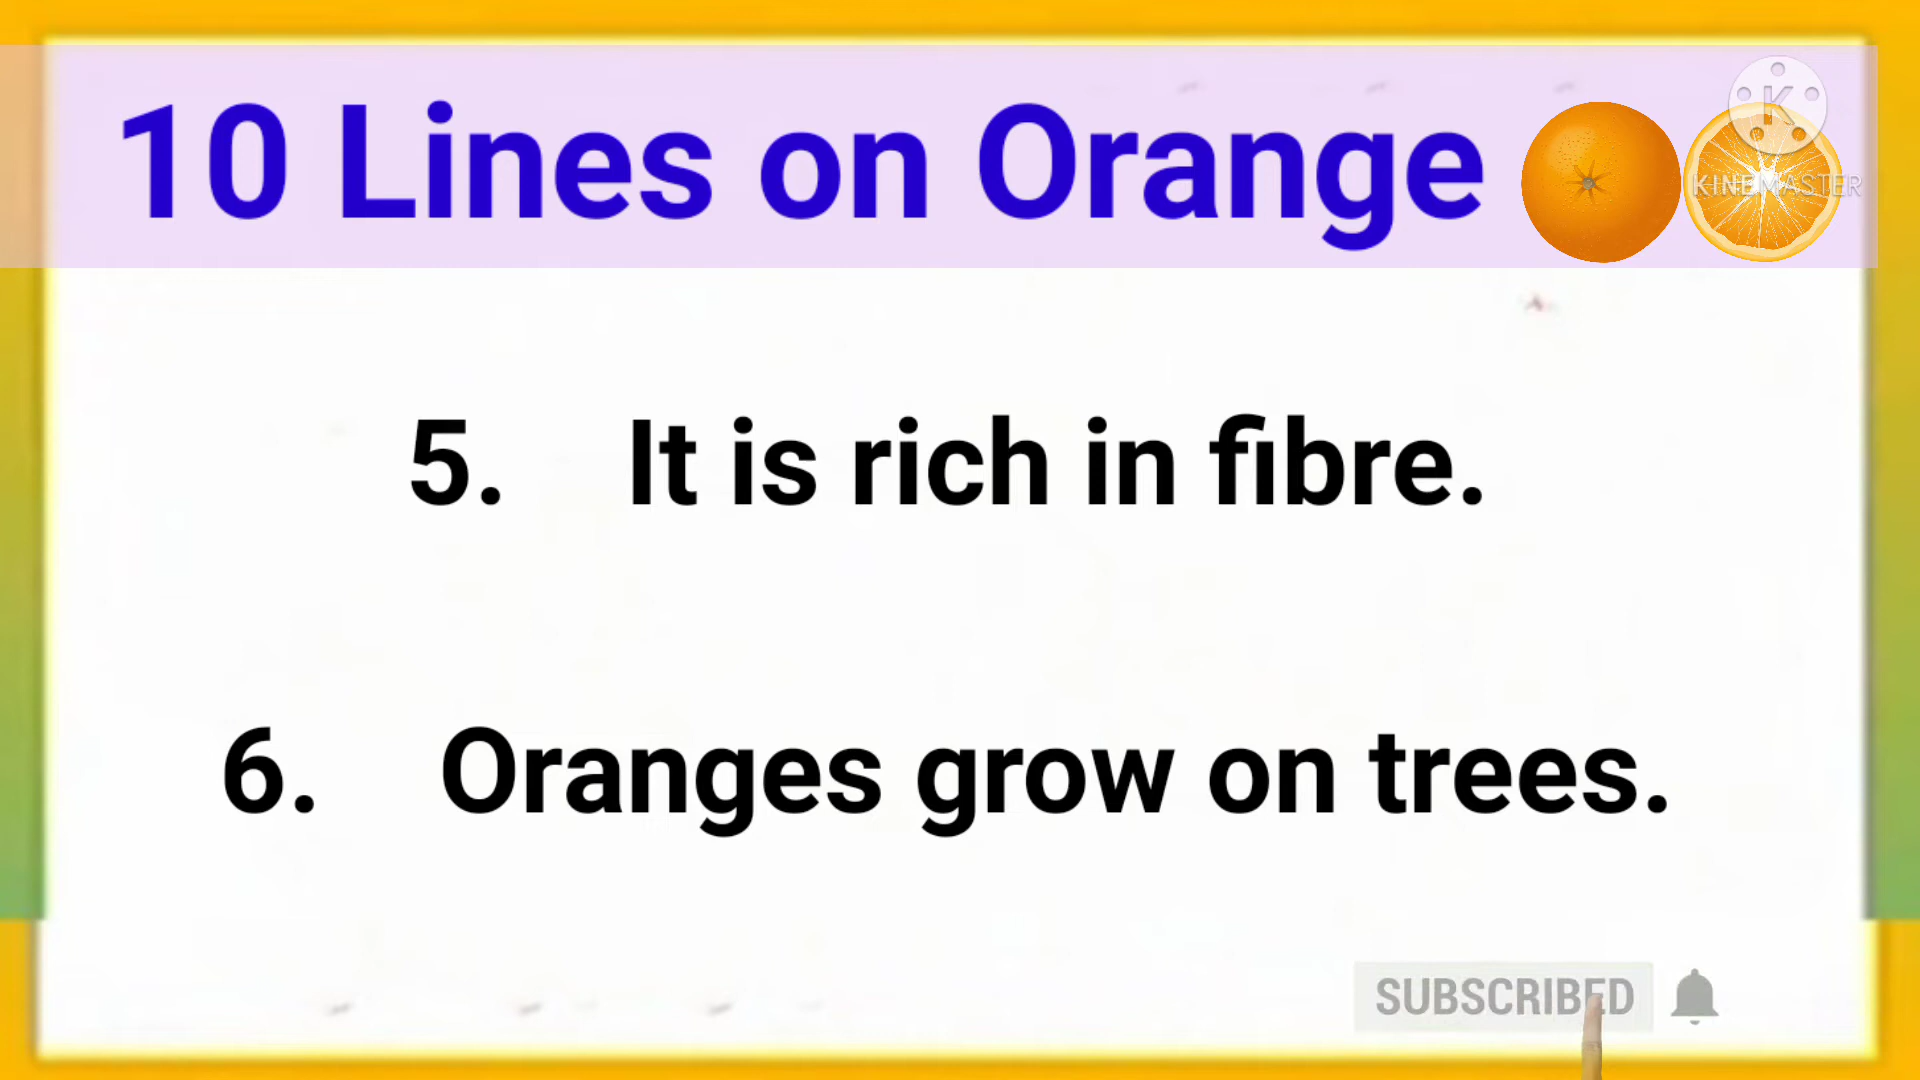 10 Lines on Orange
K
KINEMASTER
5. It is rich in fibre.
6. Oranges grow on trees.
SUBSCRIBED